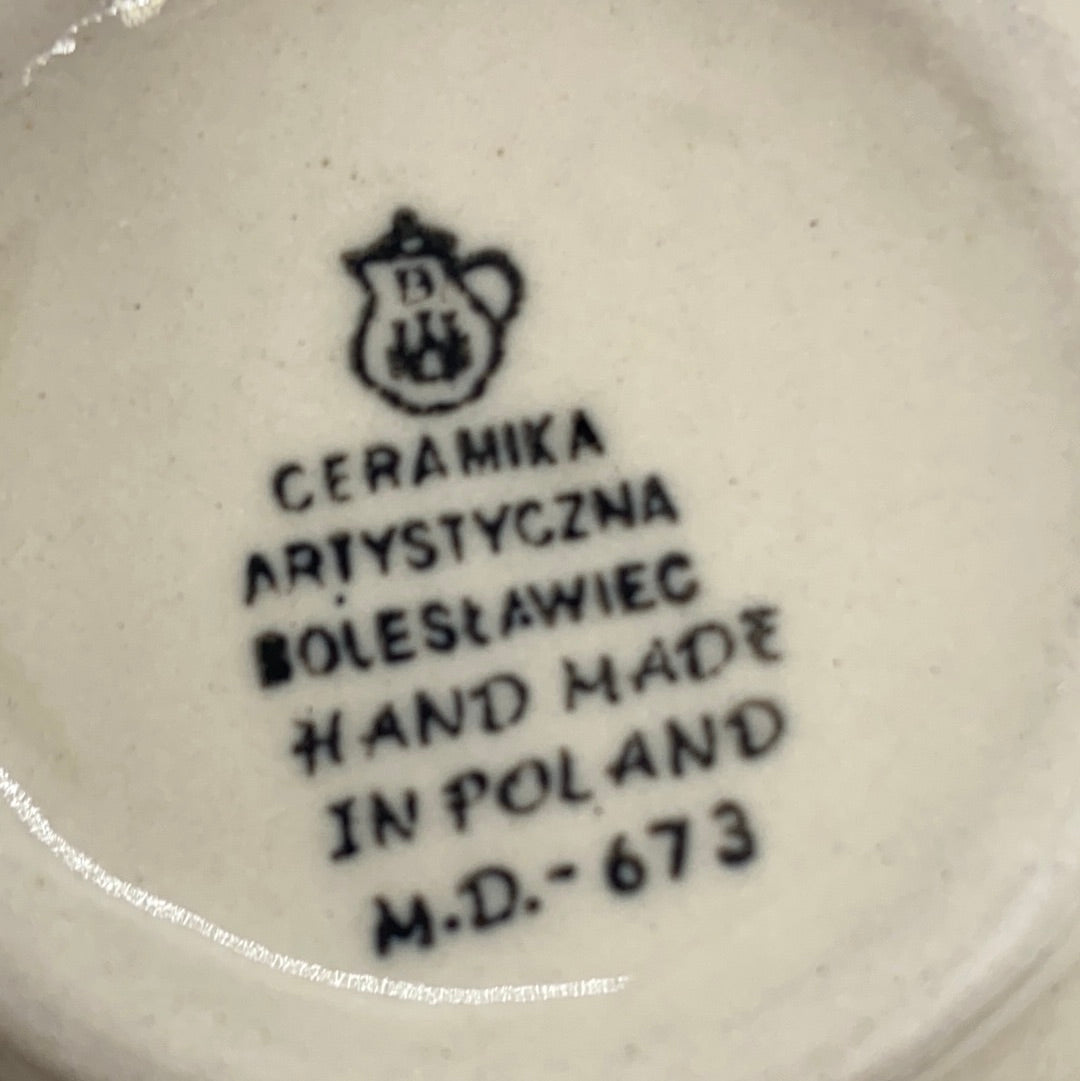 B
CERAMIKA
ARTYSTYCZNA
BOLESŁAWIEC
HAND MADE
IN POLAND
M.D.-673